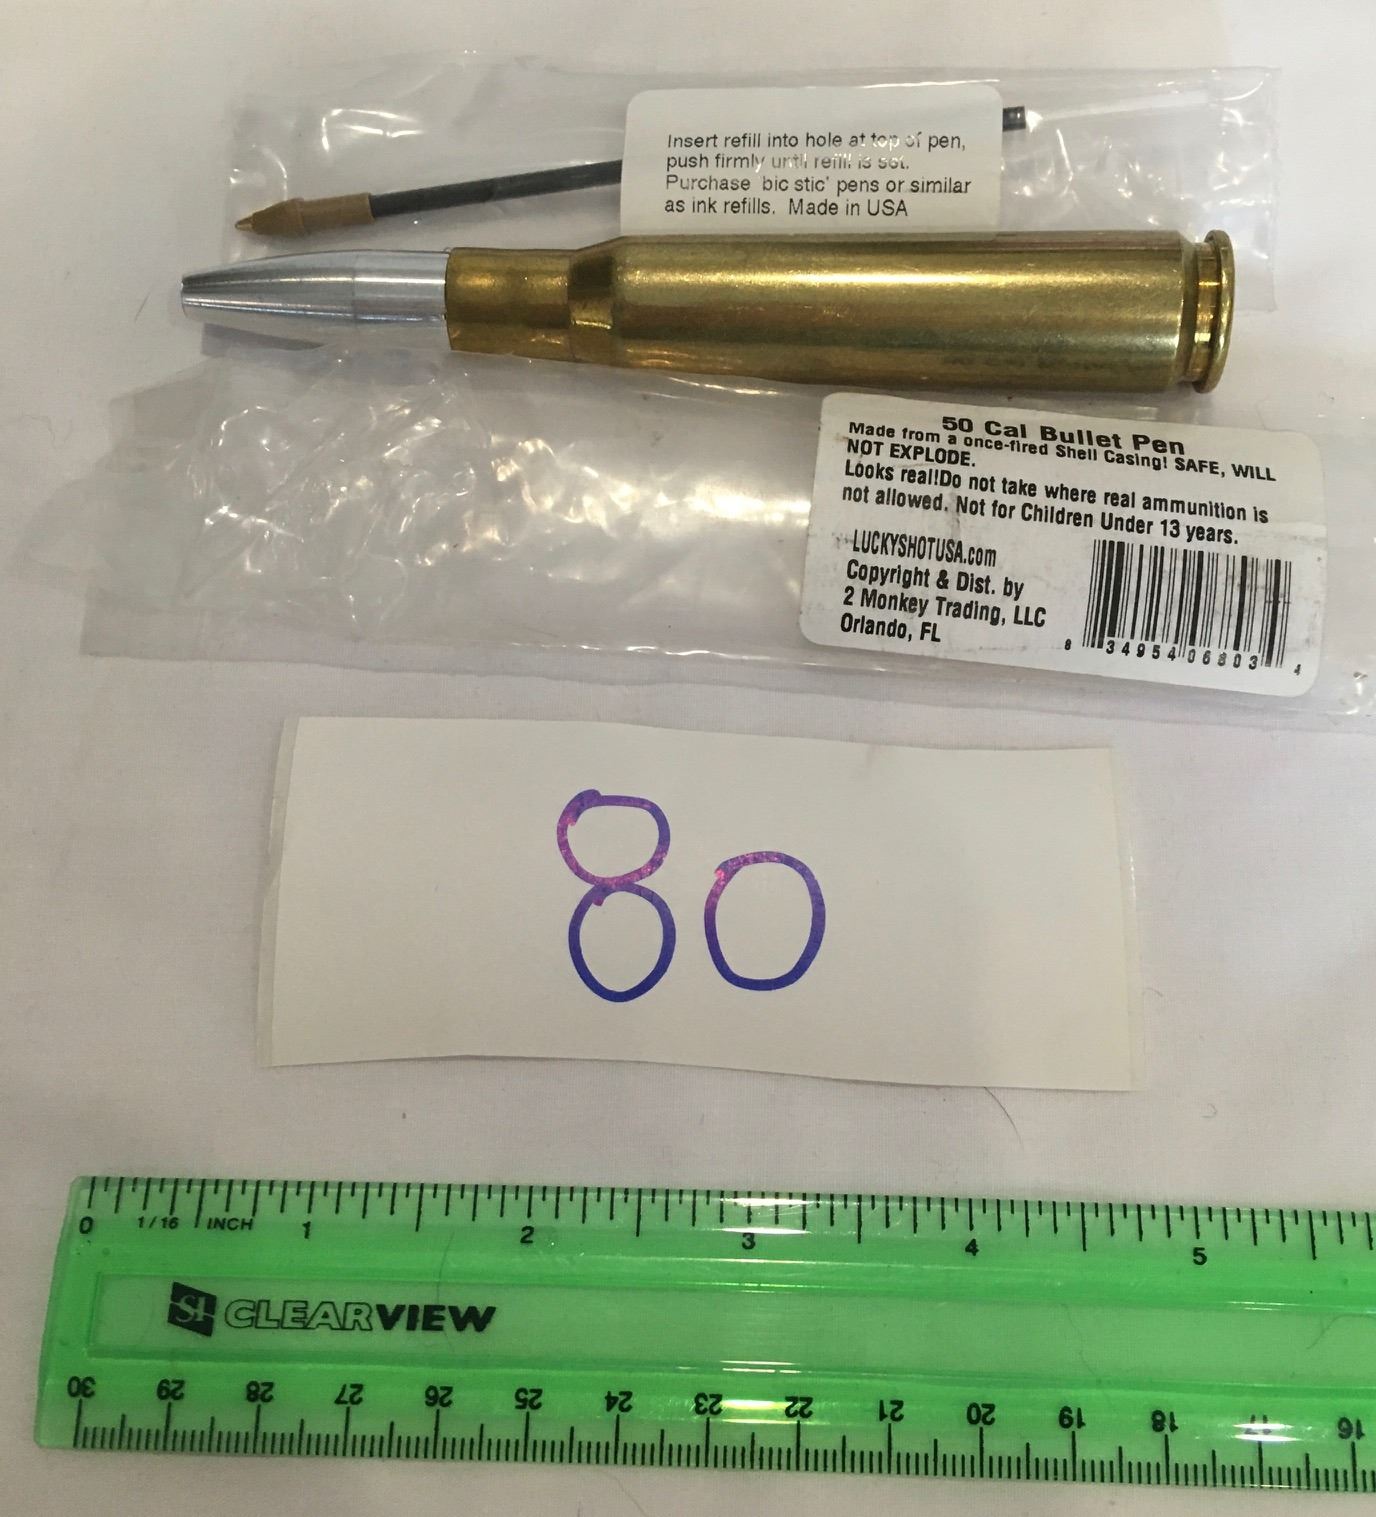 Insert refill into hole at top of pen,
push firmly until refill is set.
Purchase 'bic stic' pens or similar
as ink refills. Made in USA
50 Cal Bullet Pen
Made from a once-fired Shell Casing! SAFE, WILL
NOT EXPLODE.
Looks real!Do not take where real ammunition is
not allowed. Not for Children Under 13 years.
LUCKYSHOTUSA.com
Copyright & Dist. by
2 Monkey Trading, LLC
Orlando, FL
8 34954 06803 4
80
0 1/16 INCH 1 2 3 4 5
SL CLEARVIEW
30 29 28 27 26 25 24 23 22 21 20 19 18 17 16